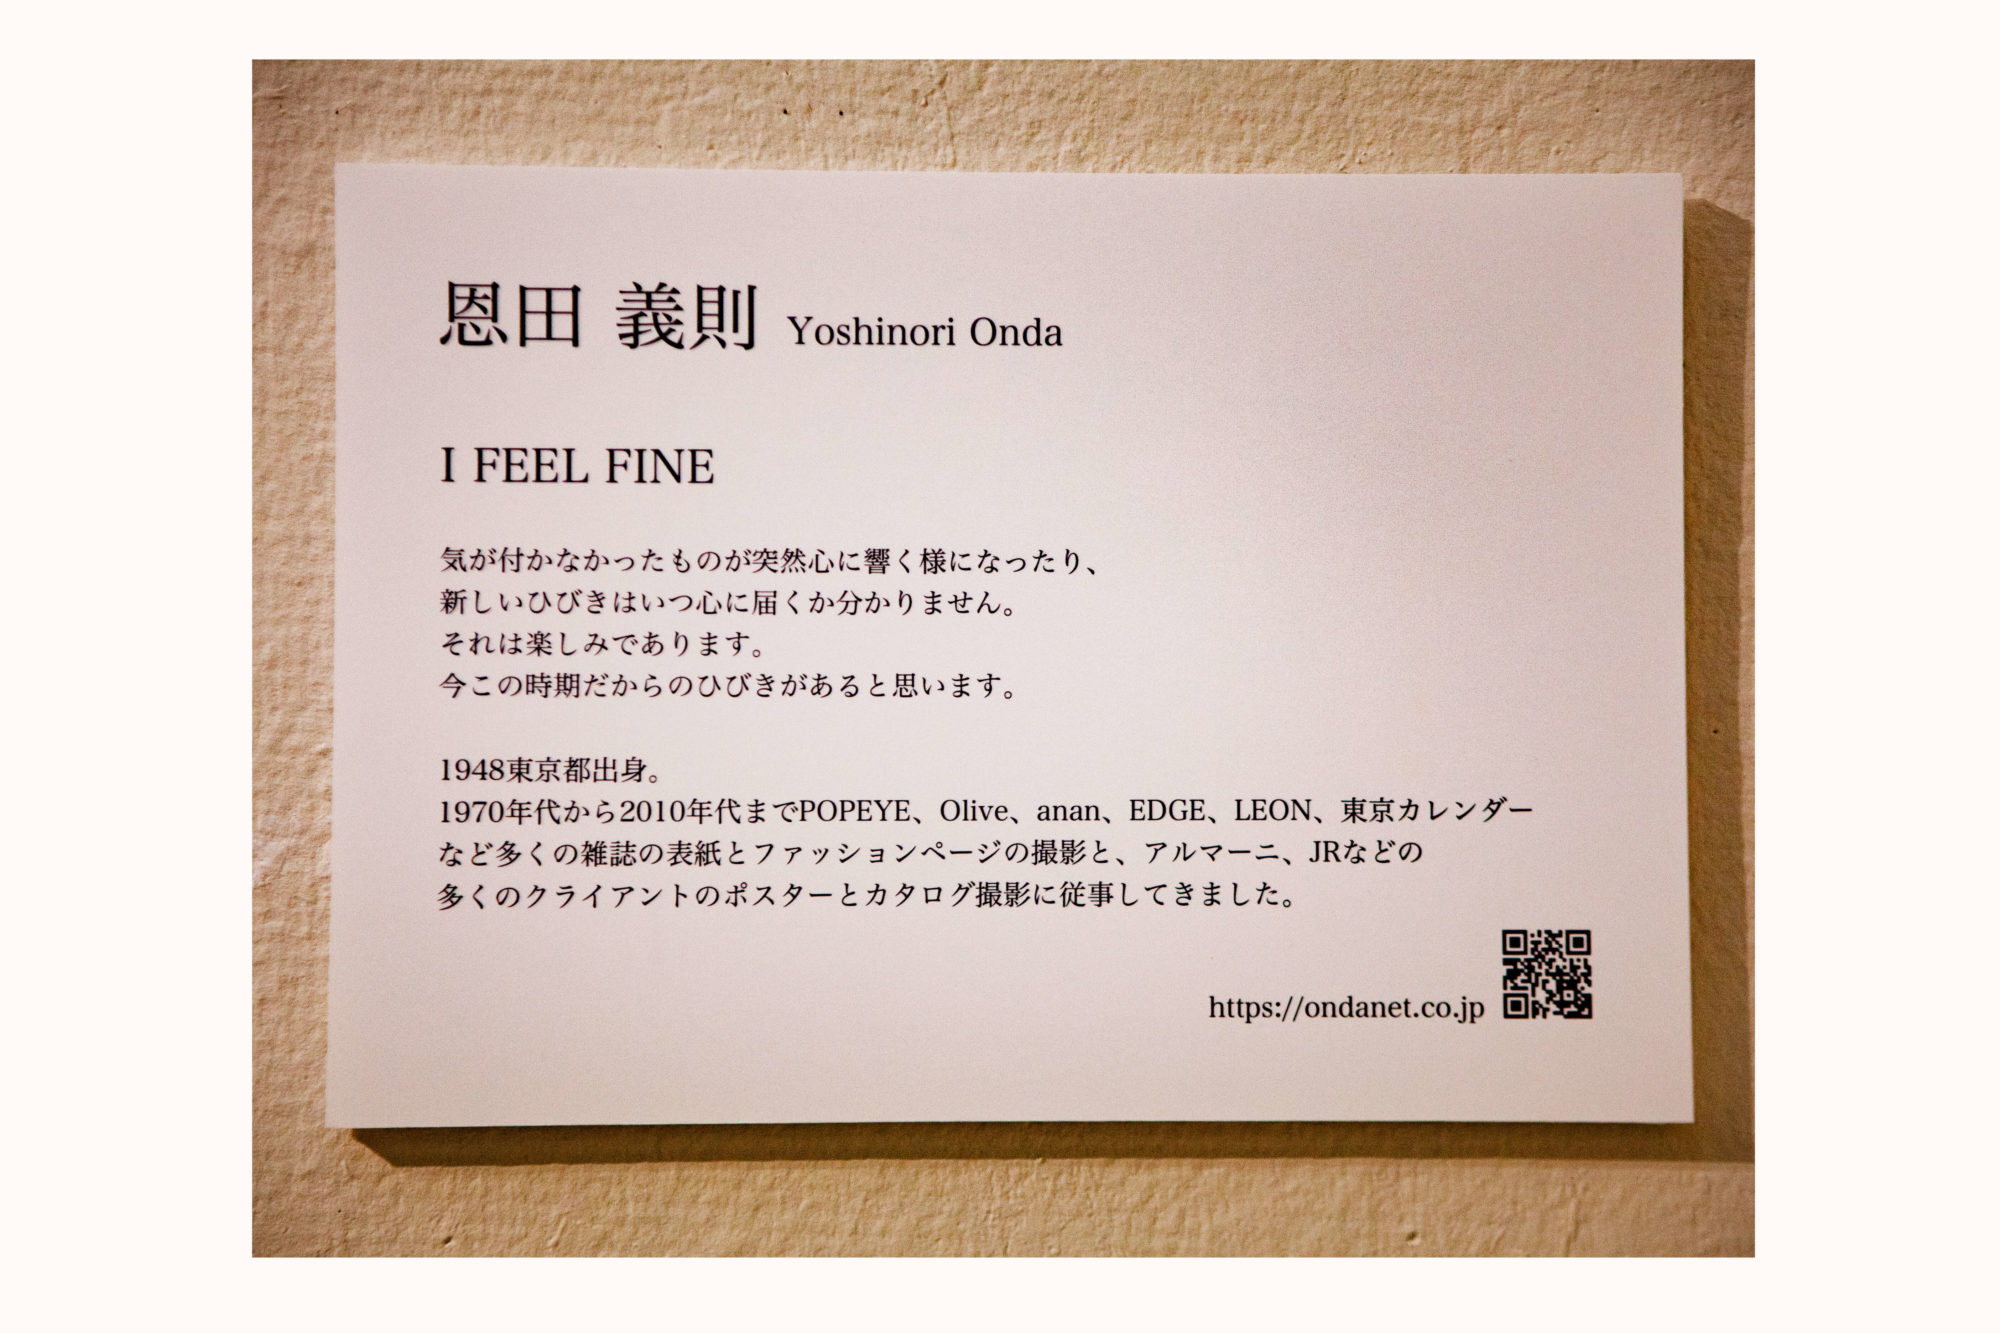 恩田 義則 Yoshinori Onda
I FEEL FINE
気が付かなかったものが突然心に響く様になったり、
新しいひびきはいつ心に届くか分かりません。
それは楽しみであります。
今この時期だからのひびきがあると思います。
1948東京都出身。
1970年代から2010年代までPOPEYE、Olive、anan、EDGE、LEON、東京カレンダー
など多くの雑誌の表紙とファッションページの撮影と、アルマーニ、JRなどの
多くのクライアントのポスターとカタログ撮影に従事してきました。
https://ondanet.co.jp